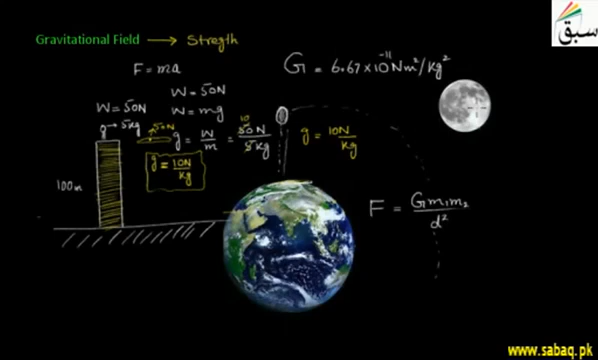 Gravitational Field → Stregth
F = ma
G = 6.67 × 10⁻¹¹ Nm²/kg²
W = 50N
W = 50N
W = mg
5kg
50N
g = W/m = 50N/5kg
10
g = 10N/kg
g = 10N/kg
100m
F = Gm₁m₂/d²
سبق
www.sabaq.pk